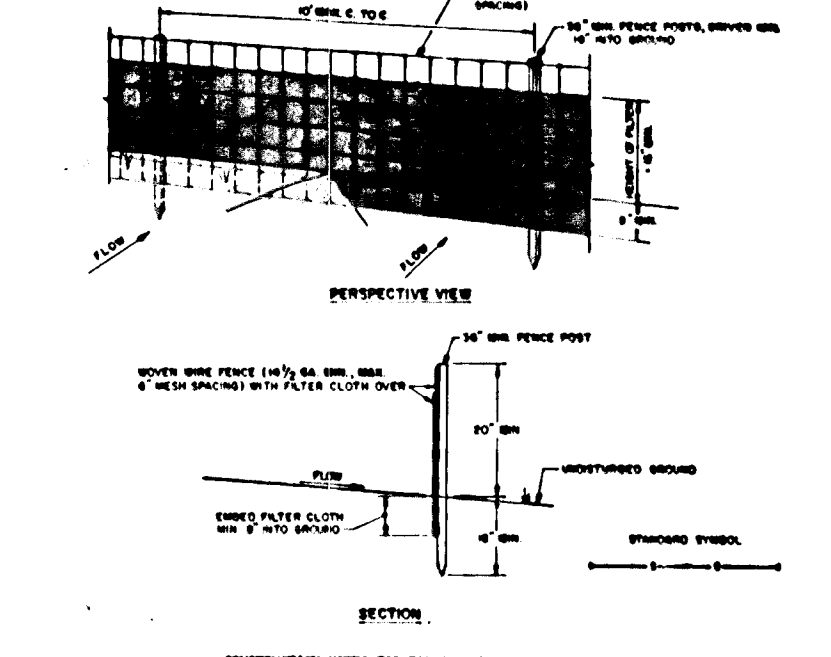 10' MIN. C. TO C.
SPACING)
36" MIN. FENCE POSTS, DRIVEN MIN.
16" INTO GROUND
HEIGHT OF FILTER
16" MIN.
8" MIN.
FLOW
FLOW
PERSPECTIVE VIEW
36" MIN. FENCE POST
WOVEN WIRE FENCE (14 1/2 GA. MIN., MAX.
6" MESH SPACING) WITH FILTER CLOTH OVER
20" MIN.
FLOW
UNDISTURBED GROUND
EMBED FILTER CLOTH
MIN. 8" INTO GROUND
16" MIN.
STANDARD SYMBOL
SECTION